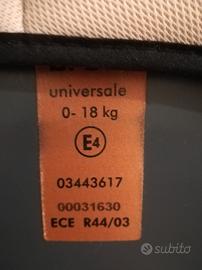 universale
0-18 kg
E4
03443617
00031630
ECE R44/03
subito